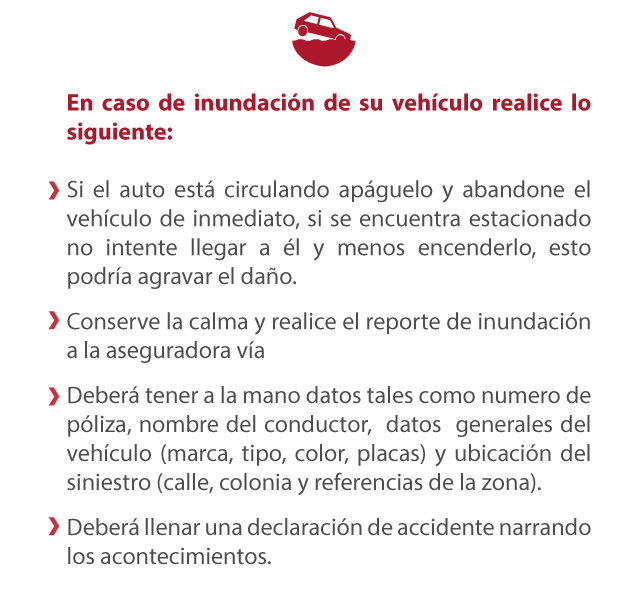 En caso de inundación de su vehículo realice lo
siguiente:
Si el auto está circulando apáguelo y abandone el
vehículo de inmediato, si se encuentra estacionado
no intente llegar a él y menos encenderlo, esto
podría agravar el daño.
Conserve la calma y realice el reporte de inundación
a la aseguradora vía
Deberá tener a la mano datos tales como numero de
póliza, nombre del conductor,  datos  generales del
vehículo (marca, tipo, color, placas) y ubicación del
siniestro (calle, colonia y referencias de la zona).
Deberá llenar una declaración de accidente narrando
los acontecimientos.